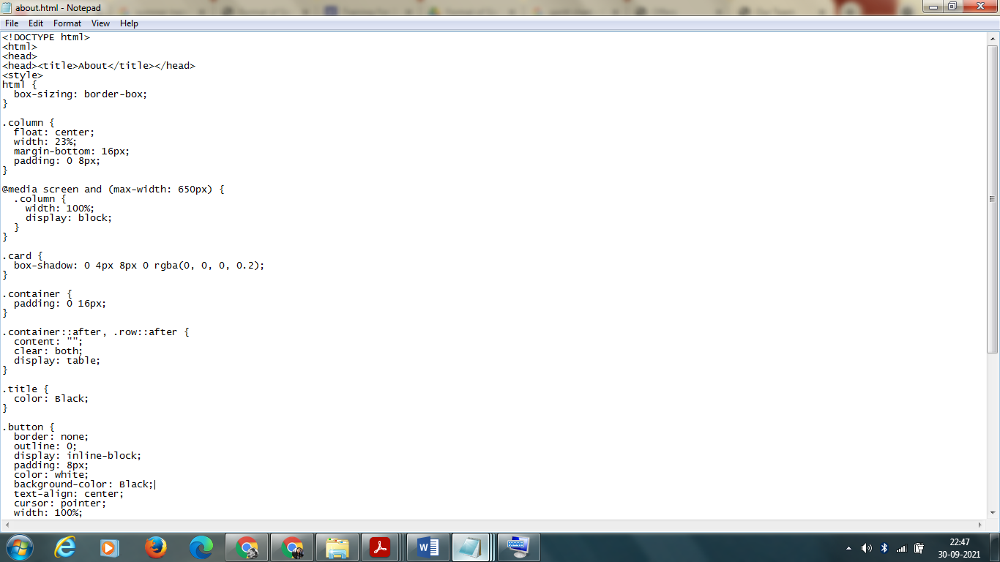 about.html - Notepad
File Edit Format View Help
<!DOCTYPE html>
<html>
<head>
<head><title>About</title></head>
<style>
html {
  box-sizing: border-box;
}

.column {
  float: center;
  width: 23%;
  margin-bottom: 16px;
  padding: 0 8px;
}

@media screen and (max-width: 650px) {
  .column {
    width: 100%;
    display: block;
  }
}

.card {
  box-shadow: 0 4px 8px 0 rgba(0, 0, 0, 0.2);
}

.container {
  padding: 0 16px;
}

.container::after, .row::after {
  content: "";
  clear: both;
  display: table;
}

.title {
  color: Black;
}

.button {
  border: none;
  outline: 0;
  display: inline-block;
  padding: 8px;
  color: white;
  background-color: Black;
  text-align: center;
  cursor: pointer;
  width: 100%;
22:47
30-09-2021